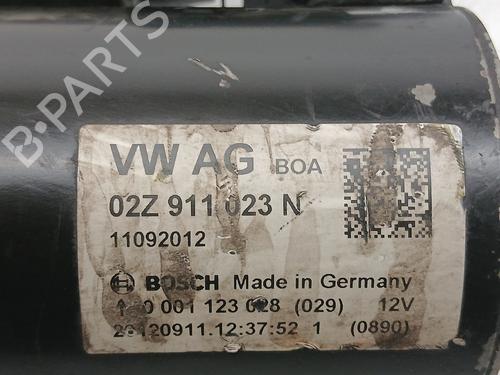 B-PARTS
VW AG BOA
02Z 911 023 N
11092012
BOSCH Made in Germany
001 123 028 (029) 12V
20120911.12:37:52 1 (0890)